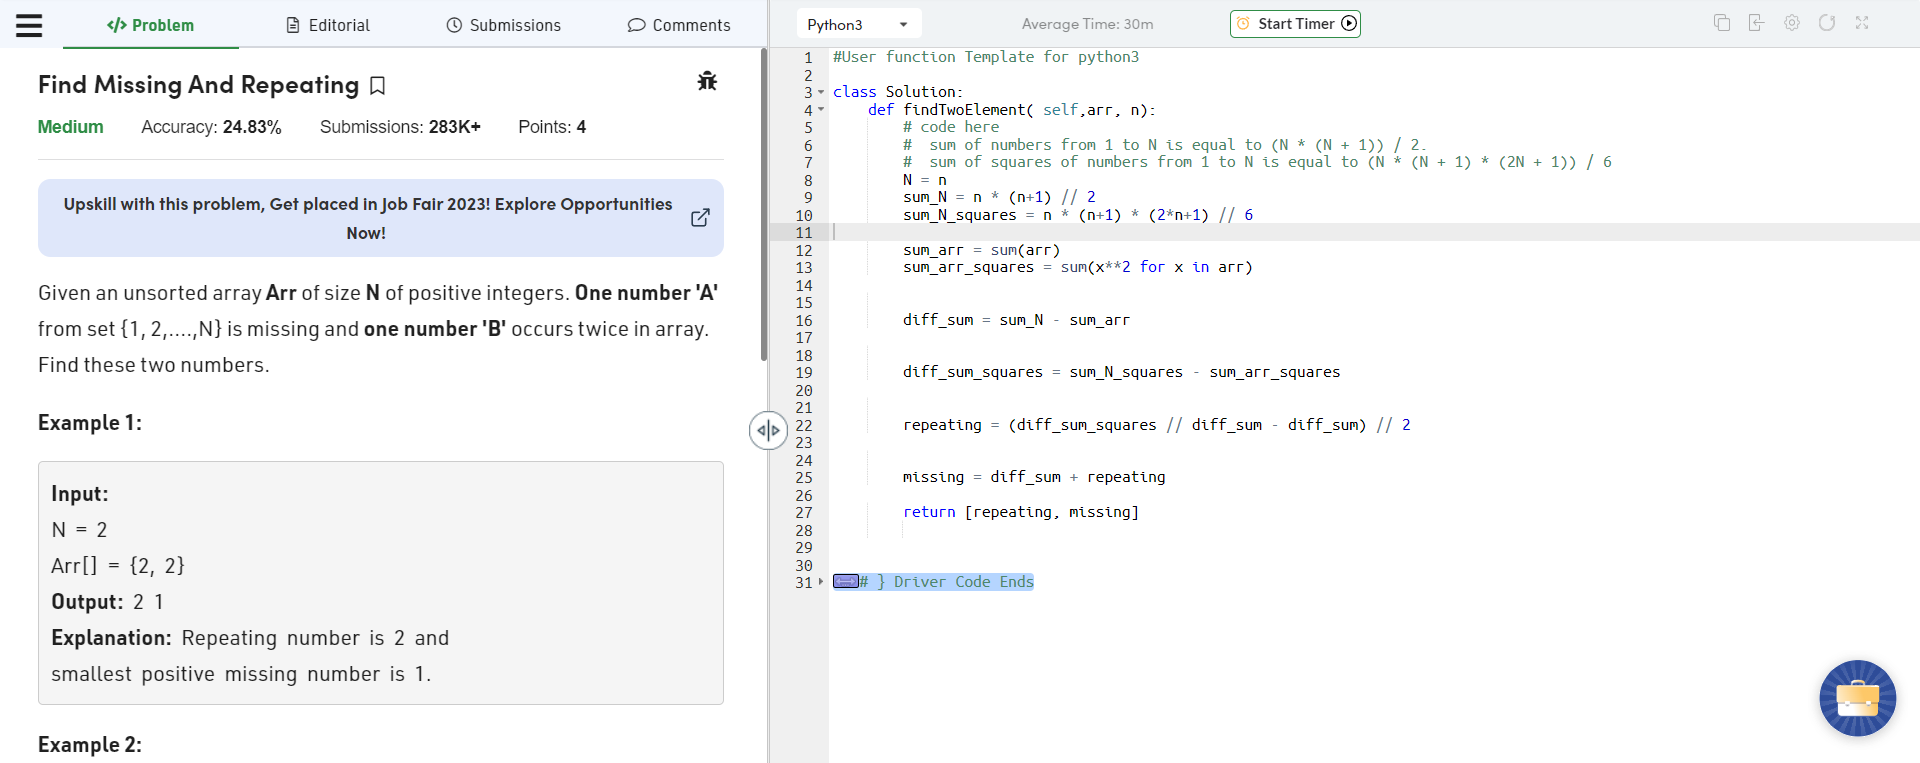 Problem
Editorial
Submissions
Comments
Find Missing And Repeating
Medium Accuracy: 24.83% Submissions: 283K+ Points: 4
Upskill with this problem, Get placed in Job Fair 2023! Explore Opportunities
Now!
Given an unsorted array Arr of size N of positive integers. One number 'A'
from set {1, 2,....,N} is missing and one number 'B' occurs twice in array.
Find these two numbers.
Example 1:
Input:
N = 2
Arr[] = {2, 2}
Output: 2 1
Explanation: Repeating number is 2 and
smallest positive missing number is 1.
Example 2:
Python3
Average Time: 30m
Start Timer
1 #User function Template for python3
2
3 class Solution:
4 def findTwoElement( self,arr, n):
5 # code here
6 #  sum of numbers from 1 to N is equal to (N * (N + 1)) / 2.
7 #  sum of squares of numbers from 1 to N is equal to (N * (N + 1) * (2N + 1)) / 6
8 N = n
9 sum_N = n * (n+1) // 2
10 sum_N_squares = n * (n+1) * (2*n+1) // 6
11
12 sum_arr = sum(arr)
13 sum_arr_squares = sum(x**2 for x in arr)
14
15
16 diff_sum = sum_N - sum_arr
17
18
19 diff_sum_squares = sum_N_squares - sum_arr_squares
20
21
22 repeating = (diff_sum_squares // diff_sum - diff_sum) // 2
23
24
25 missing = diff_sum + repeating
26
27 return [repeating, missing]
28
29
30
31 # } Driver Code Ends